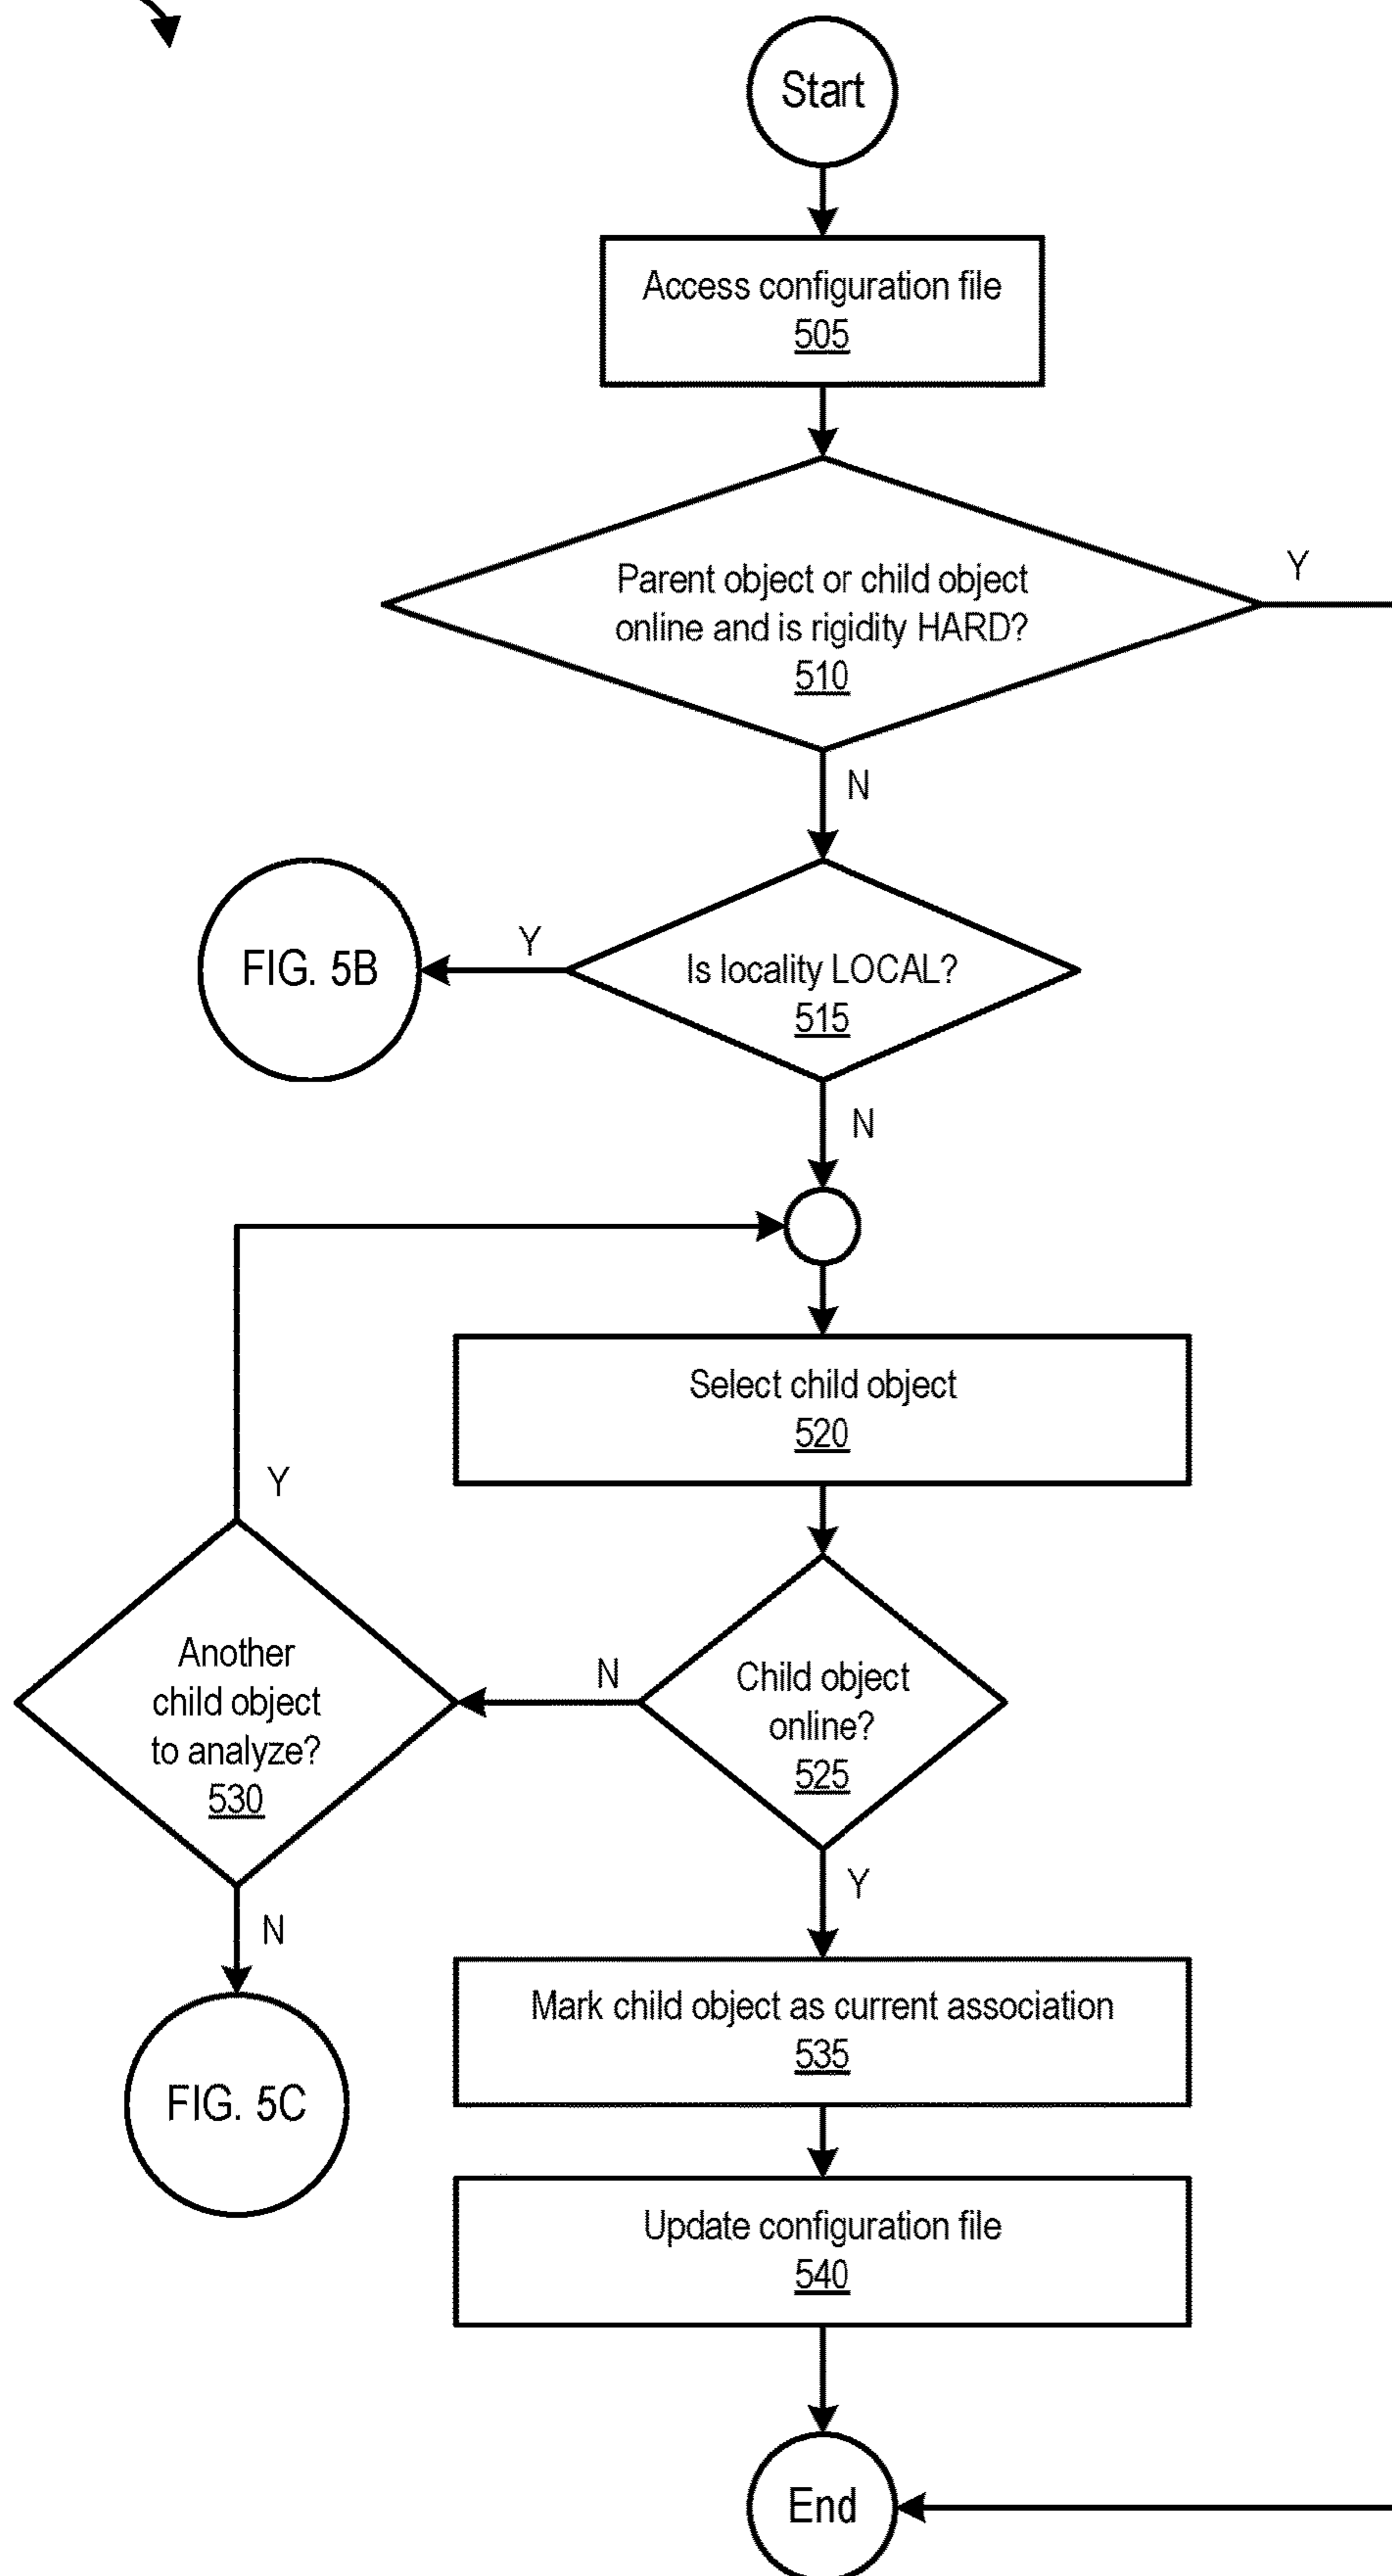 Start
Access configuration file
505
Parent object or child object
online and is rigidity HARD?
510
Y
N
Is locality LOCAL?
515
Y
FIG. 5B
N
Select child object
520
Y
Child object
online?
525
N
Another
child object
to analyze?
530
Y
N
Mark child object as current association
535
FIG. 5C
Update configuration file
540
End